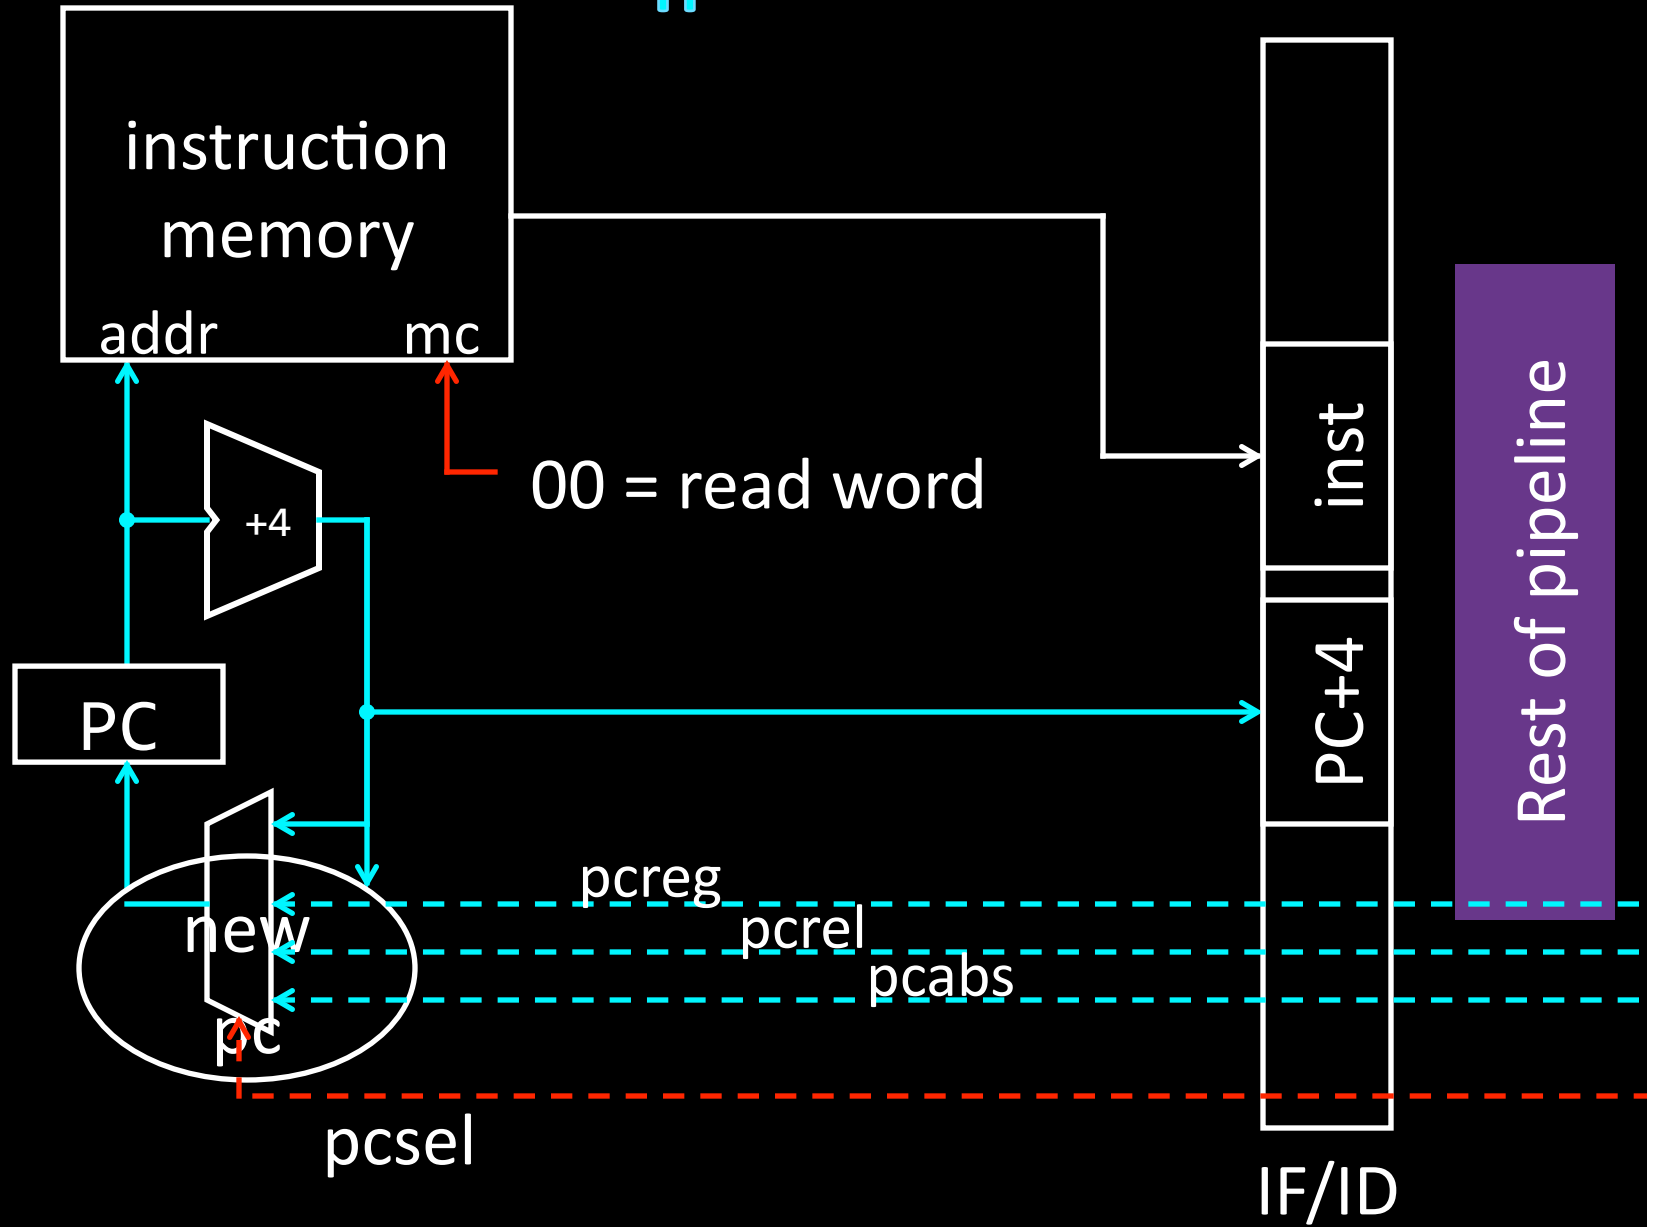 instruction
memory
addr
mc
00 = read word
+4
inst
PC
PC+4
Rest of pipeline
pcreg
new
pcrel
pcabs
pc
pcsel
IF/ID